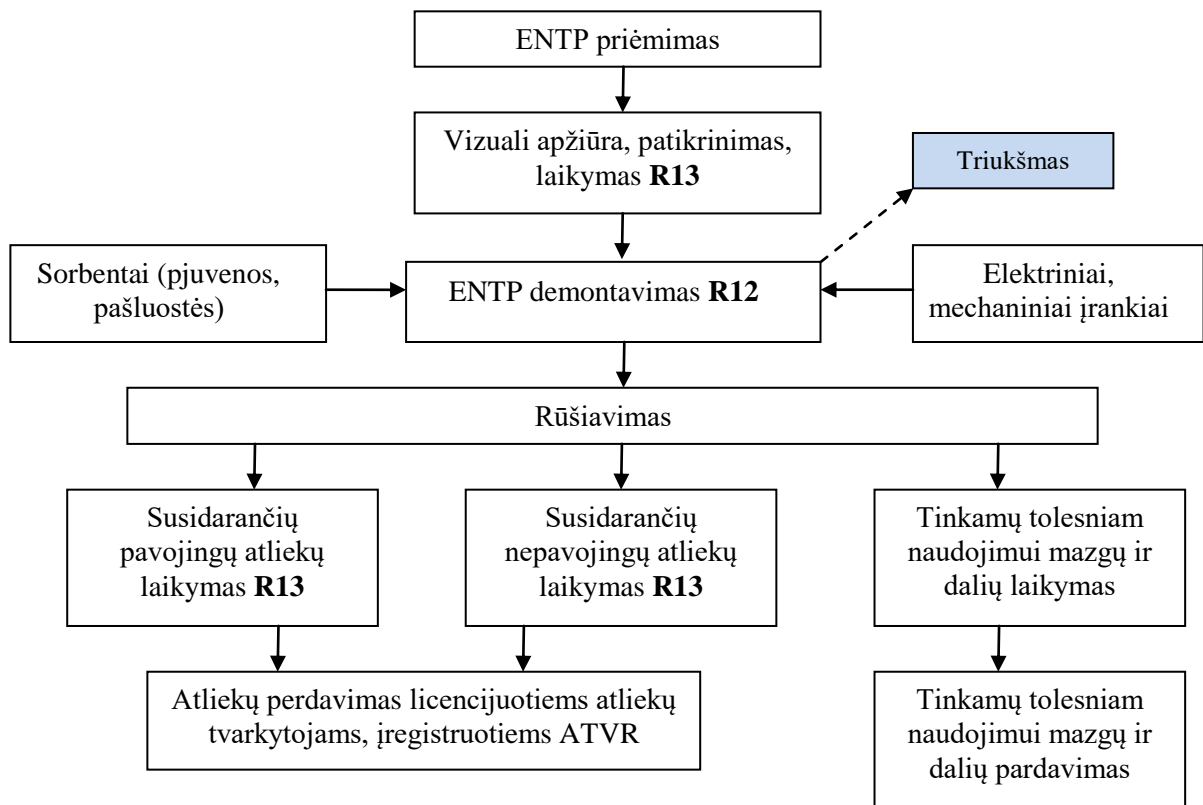 ENTP priėmimas
Vizuali apžiūra, patikrinimas,
laikymas R13
Triukšmas
Sorbentai (pjuvenos,
pašluostės)
ENTP demontavimas R12
Elektriniai,
mechaniniai įrankiai
Rūšiavimas
Susidarančių
pavojingų atliekų
laikymas R13
Susidarančių
nepavojingų atliekų
laikymas R13
Tinkamų tolesniam
naudojimui mazgų ir
dalių laikymas
Atliekų perdavimas licencijuotiems atliekų
tvarkytojams, įregistruotiems ATVR
Tinkamų tolesniam
naudojimui mazgų ir
dalių pardavimas